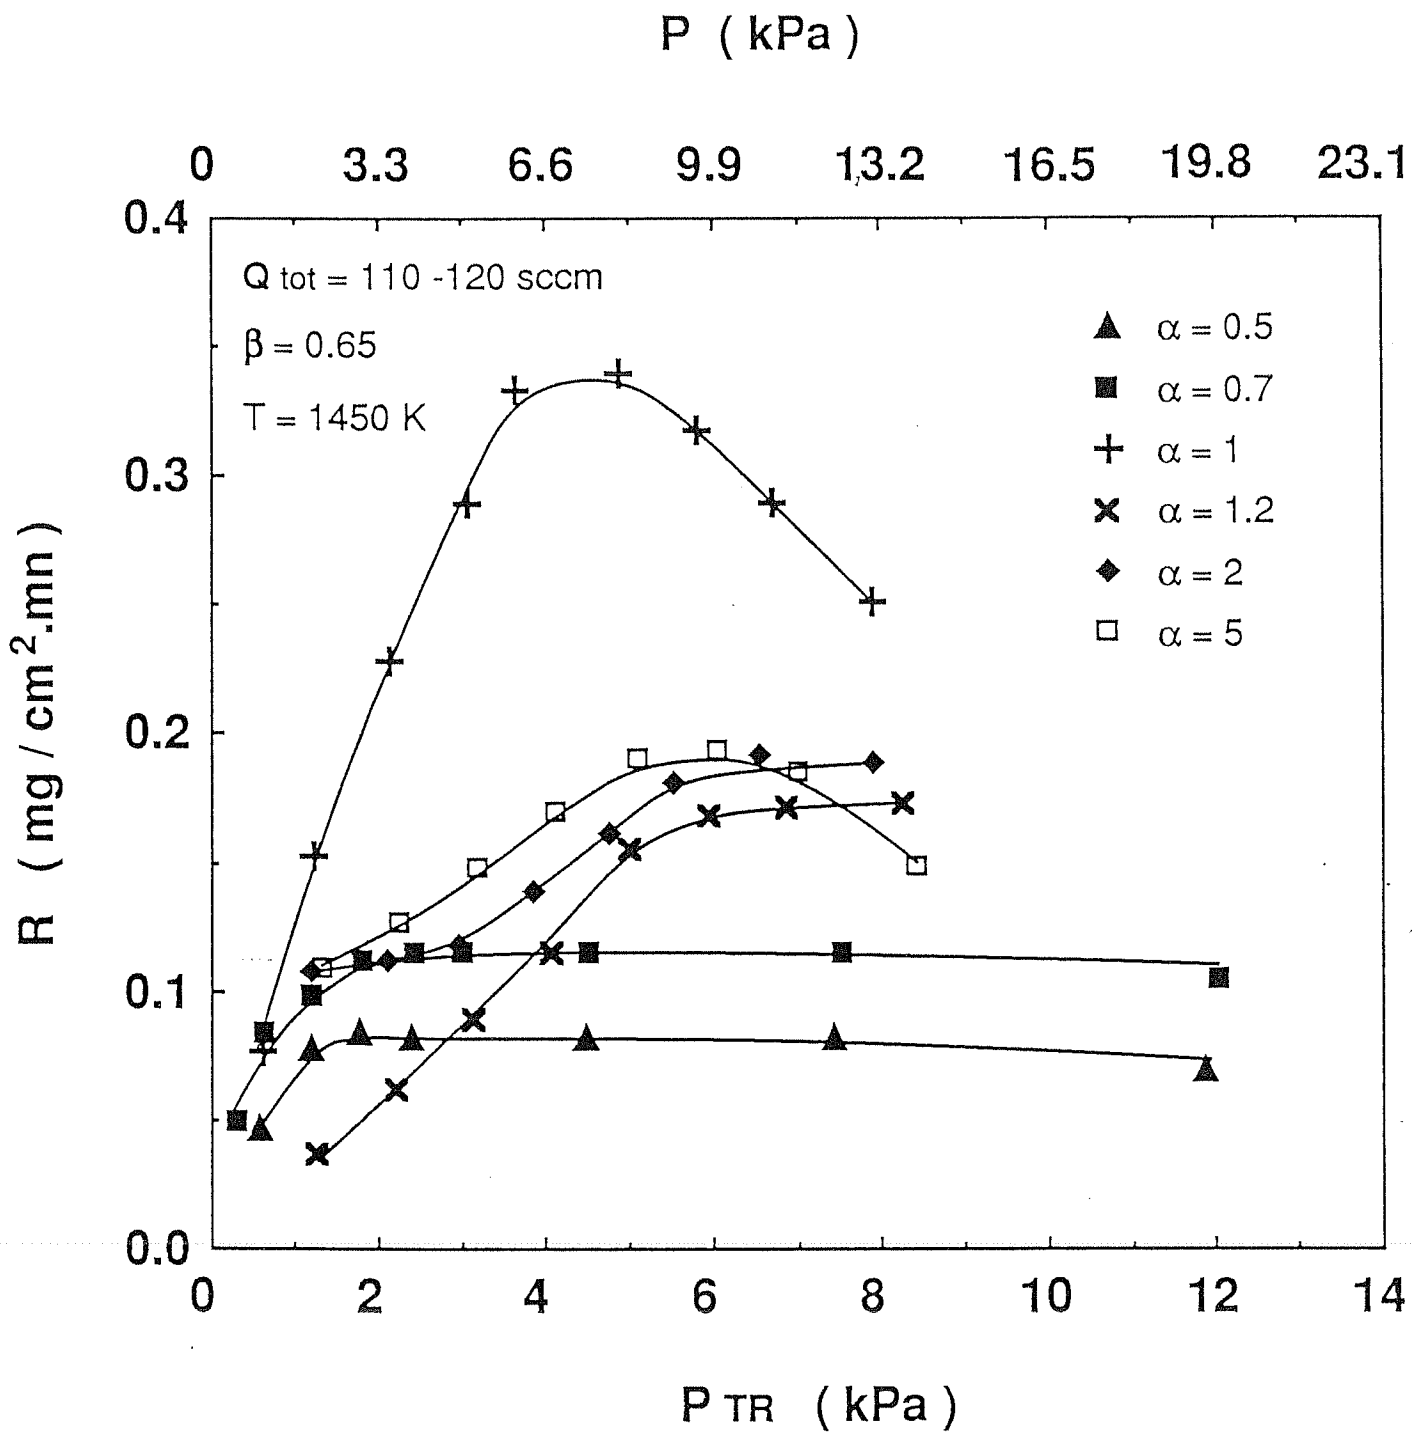 P ( kPa )
0 3.3 6.6 9.9 13.2 16.5 19.8 23.1
0.4
Q tot = 110 -120 sccm
β = 0.65
T = 1450 K
α = 0.5
α = 0.7
α = 1
α = 1.2
α = 2
α = 5
0.3
0.2
0.1
0.0
R ( mg / cm².mn )
0 2 4 6 8 10 12 14
P TR ( kPa )